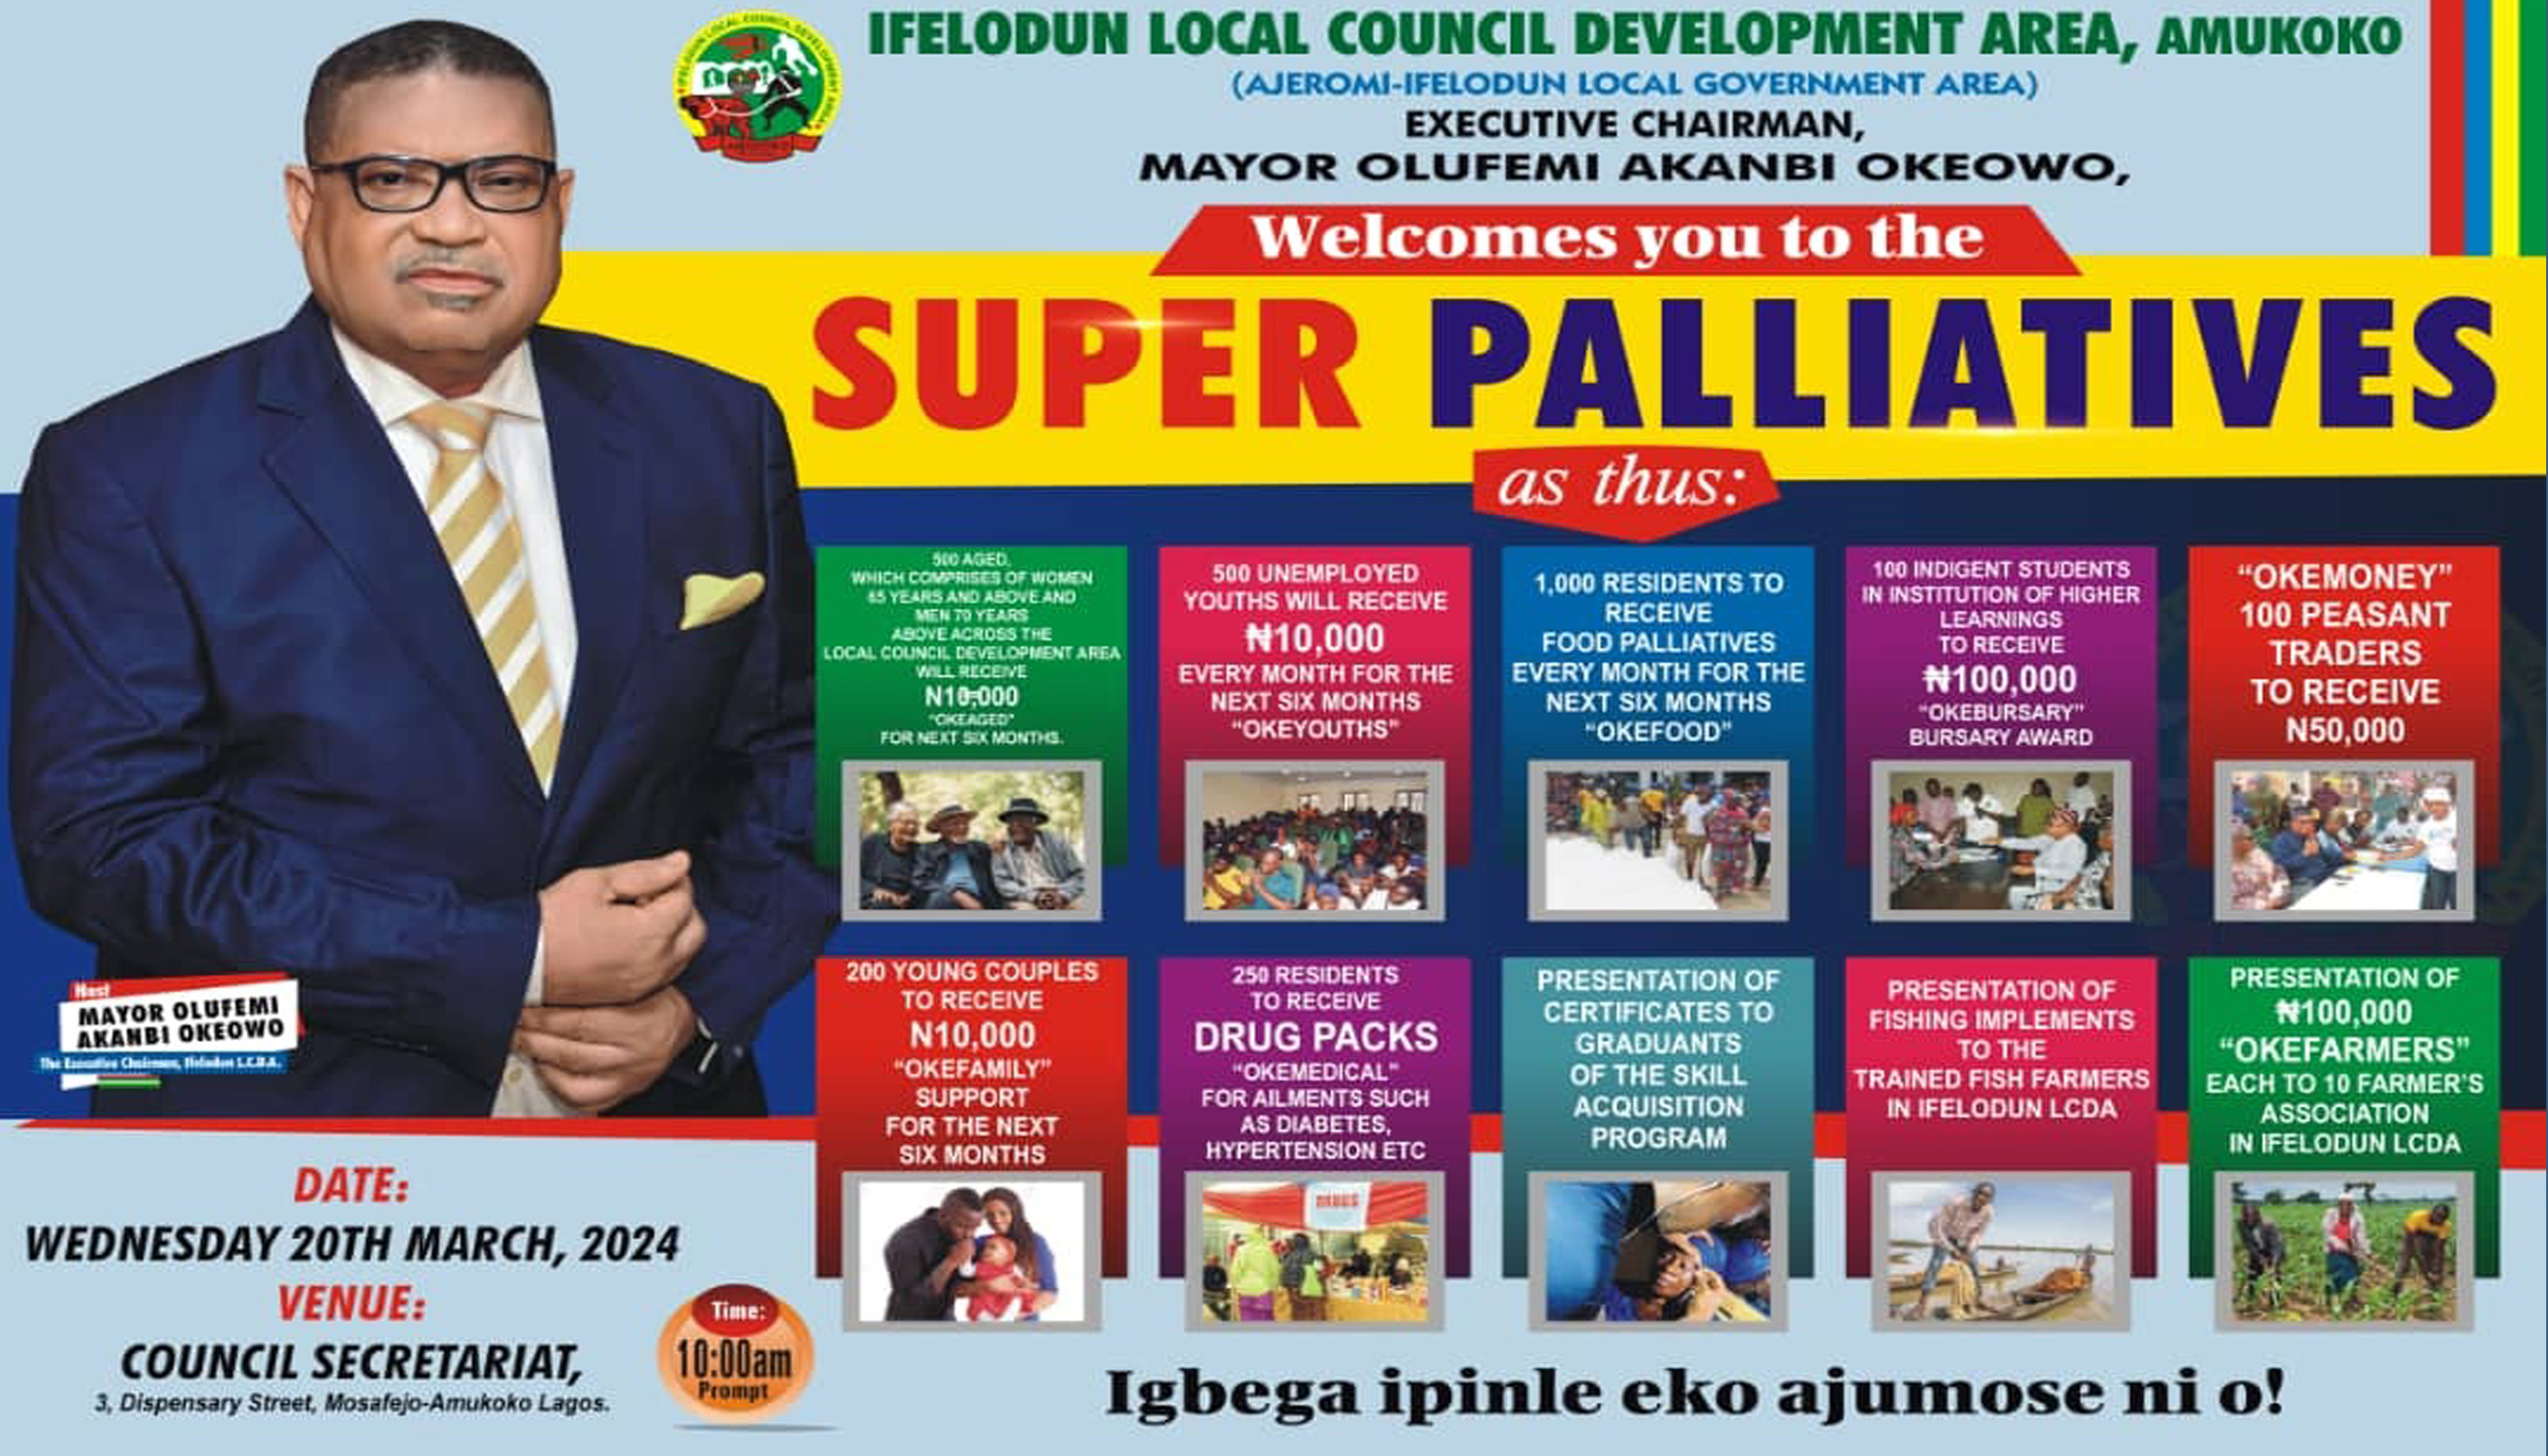 IFELODUN LOCAL COUNCIL DEVELOPMENT AREA, AMUKOKO
(AJEROMI-IFELODUN LOCAL GOVERNMENT AREA)
EXECUTIVE CHAIRMAN,
MAYOR OLUFEMI AKANBI OKEOWO,
Welcomes you to the
SUPER PALLIATIVES
as thus:
500 AGED,
WHICH COMPRISES OF WOMEN
65 YEARS AND ABOVE AND
MEN 70 YEARS
ABOVE ACROSS THE
LOCAL COUNCIL DEVELOPMENT AREA
WILL RECEIVE
N10,000
"OKEAGED"
FOR NEXT SIX MONTHS.
500 UNEMPLOYED
YOUTHS WILL RECEIVE
₦10,000
EVERY MONTH FOR THE
NEXT SIX MONTHS
"OKEYOUTHS"
1,000 RESIDENTS TO
RECEIVE
FOOD PALLIATIVES
EVERY MONTH FOR THE
NEXT SIX MONTHS
"OKEFOOD"
100 INDIGENT STUDENTS
IN INSTITUTION OF HIGHER
LEARNINGS
TO RECEIVE
₦100,000
"OKEBURSARY"
BURSARY AWARD
"OKEMONEY"
100 PEASANT
TRADERS
TO RECEIVE
N50,000
200 YOUNG COUPLES
TO RECEIVE
N10,000
"OKEFAMILY"
SUPPORT
FOR THE NEXT
SIX MONTHS
250 RESIDENTS
TO RECEIVE
DRUG PACKS
"OKEMEDICAL"
FOR AILMENTS SUCH
AS DIABETES,
HYPERTENSION ETC
PRESENTATION OF
CERTIFICATES TO
GRADUANTS
OF THE SKILL
ACQUISITION
PROGRAM
PRESENTATION OF
FISHING IMPLEMENTS
TO THE
TRAINED FISH FARMERS
IN IFELODUN LCDA
PRESENTATION OF
₦100,000
"OKEFARMERS"
EACH TO 10 FARMER'S
ASSOCIATION
IN IFELODUN LCDA
Host
MAYOR OLUFEMI
AKANBI OKEOWO
The Executive Chairman, Ifelodun L.C.D.A.
DATE:
WEDNESDAY 20TH MARCH, 2024
VENUE:
COUNCIL SECRETARIAT,
3, Dispensary Street, Mosafejo-Amukoko Lagos.
Time:
10:00am
Prompt
Igbega ipinle eko ajumose ni o!